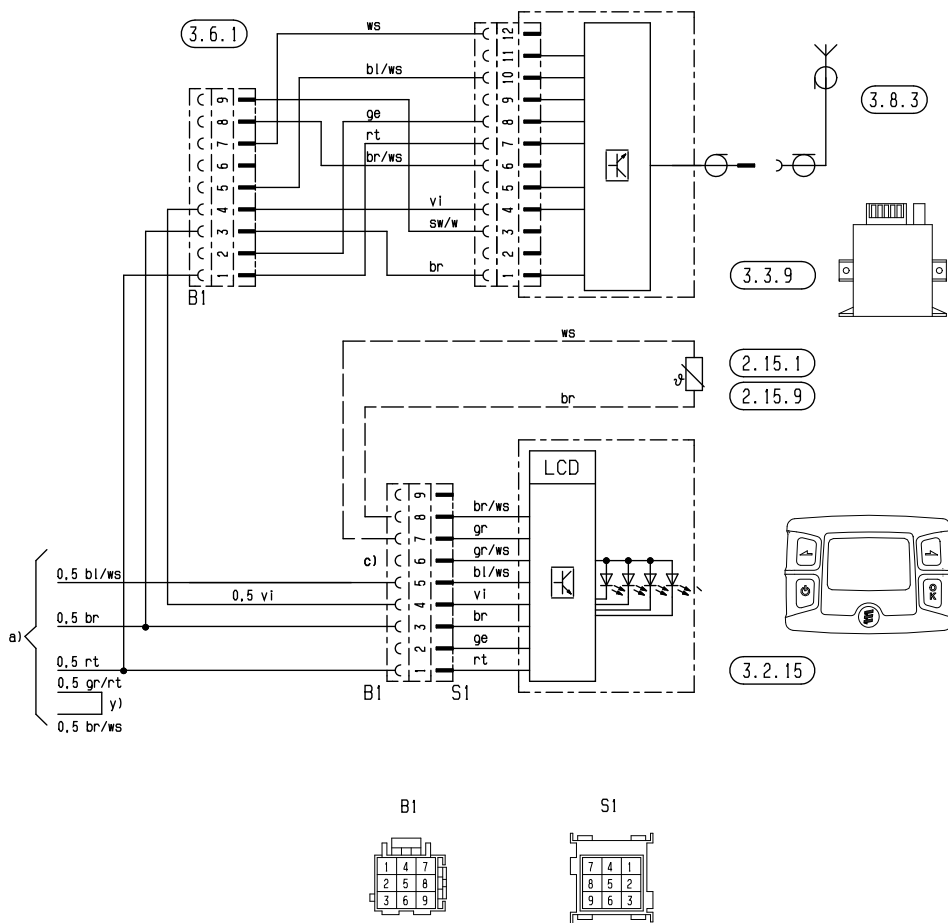 3.6.1
ws
bl/ws
ge
rt
br/ws
vi
sw/w
br
12
11
10
9
8
7
6
5
4
3
2
1
9
8
7
6
5
4
3
2
1
B1
3.8.3
3.3.9
ws
br
2.15.1
2.15.9
LCD
9
8
7
6
5
4
3
2
1
c)
br/ws
gr
gr/ws
bl/ws
vi
br
ge
rt
B1
S1
3.2.15
OK
a)
0,5 bl/ws
0,5 vi
0,5 br
0,5 rt
0,5 gr/rt
y)
0,5 br/ws
B1
S1
1 4 7
2 5 8
3 6 9
7 4 1
8 5 2
9 6 3